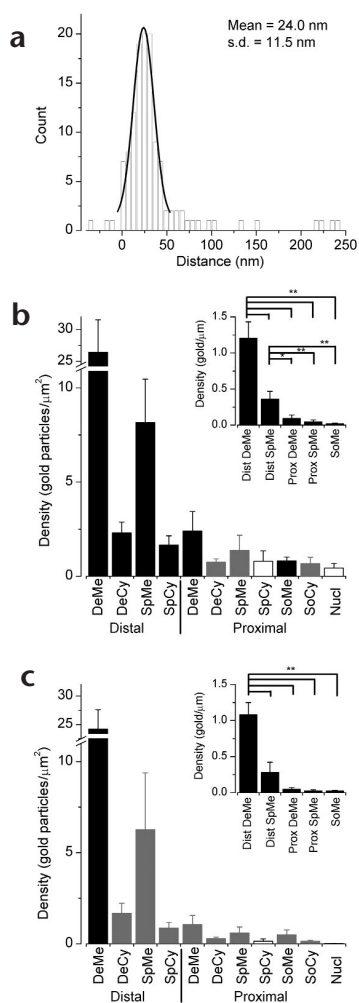 a
Mean = 24.0 nm
s.d. = 11.5 nm
20
15
10
5
0
Count
0 50 100 150 200 250
Distance (nm)
b
30
25
10
5
0
Density (gold particles/μm²)
DeMe DeCy SpMe SpCy DeMe DeCy SpMe SpCy SoMe SoCy Nucl
Distal Proximal
1.5
1.0
0.5
0.0
Density (gold/μm)
** ** * ** **
Dist DeMe Dist SpMe Prox DeMe Prox SpMe SoMe
c
30
25
10
5
0
Density (gold particles/μm²)
DeMe DeCy SpMe SpCy DeMe DeCy SpMe SpCy SoMe SoCy Nucl
Distal Proximal
1.5
1.0
0.5
0.0
Density (gold/μm)
**
Dist DeMe Dist SpMe Prox DeMe Prox SpMe SoMe